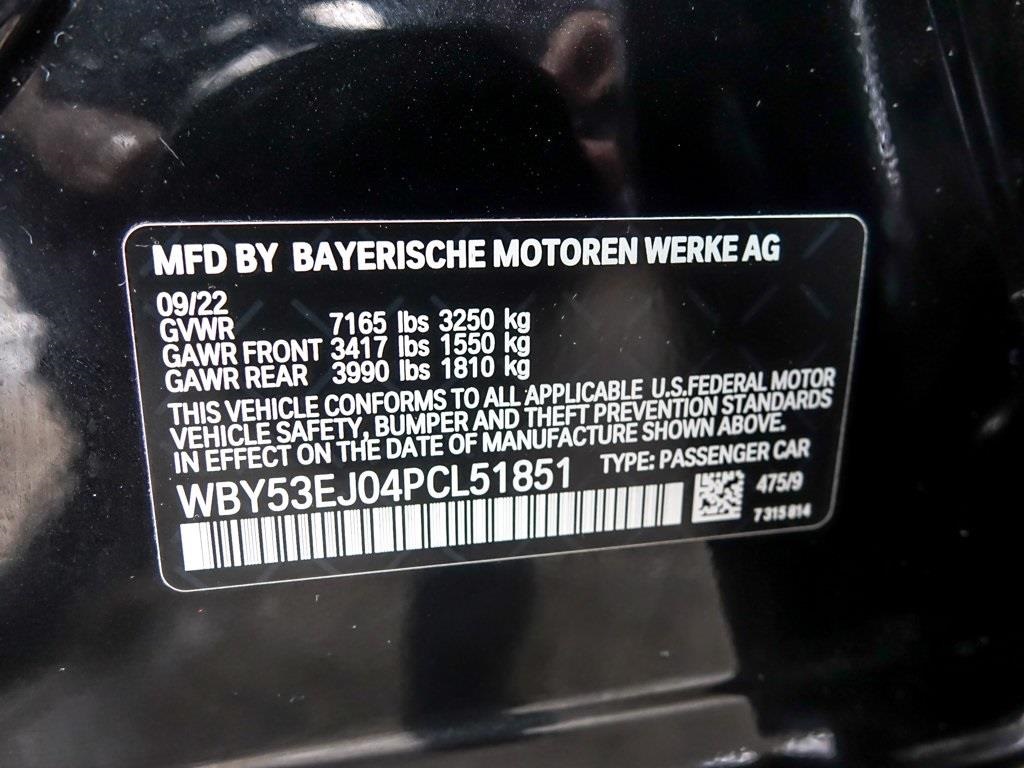 MFD BY BAYERISCHE MOTOREN WERKE AG
09/22
GVWR 7165 lbs 3250 kg
GAWR FRONT 3417 lbs 1550 kg
GAWR REAR 3990 lbs 1810 kg
THIS VEHICLE CONFORMS TO ALL APPLICABLE U.S.FEDERAL MOTOR
VEHICLE SAFETY, BUMPER AND THEFT PREVENTION STANDARDS
IN EFFECT ON THE DATE OF MANUFACTURE SHOWN ABOVE.
WBY53EJ04PCL51851 TYPE: PASSENGER CAR
475/9
7 315 814